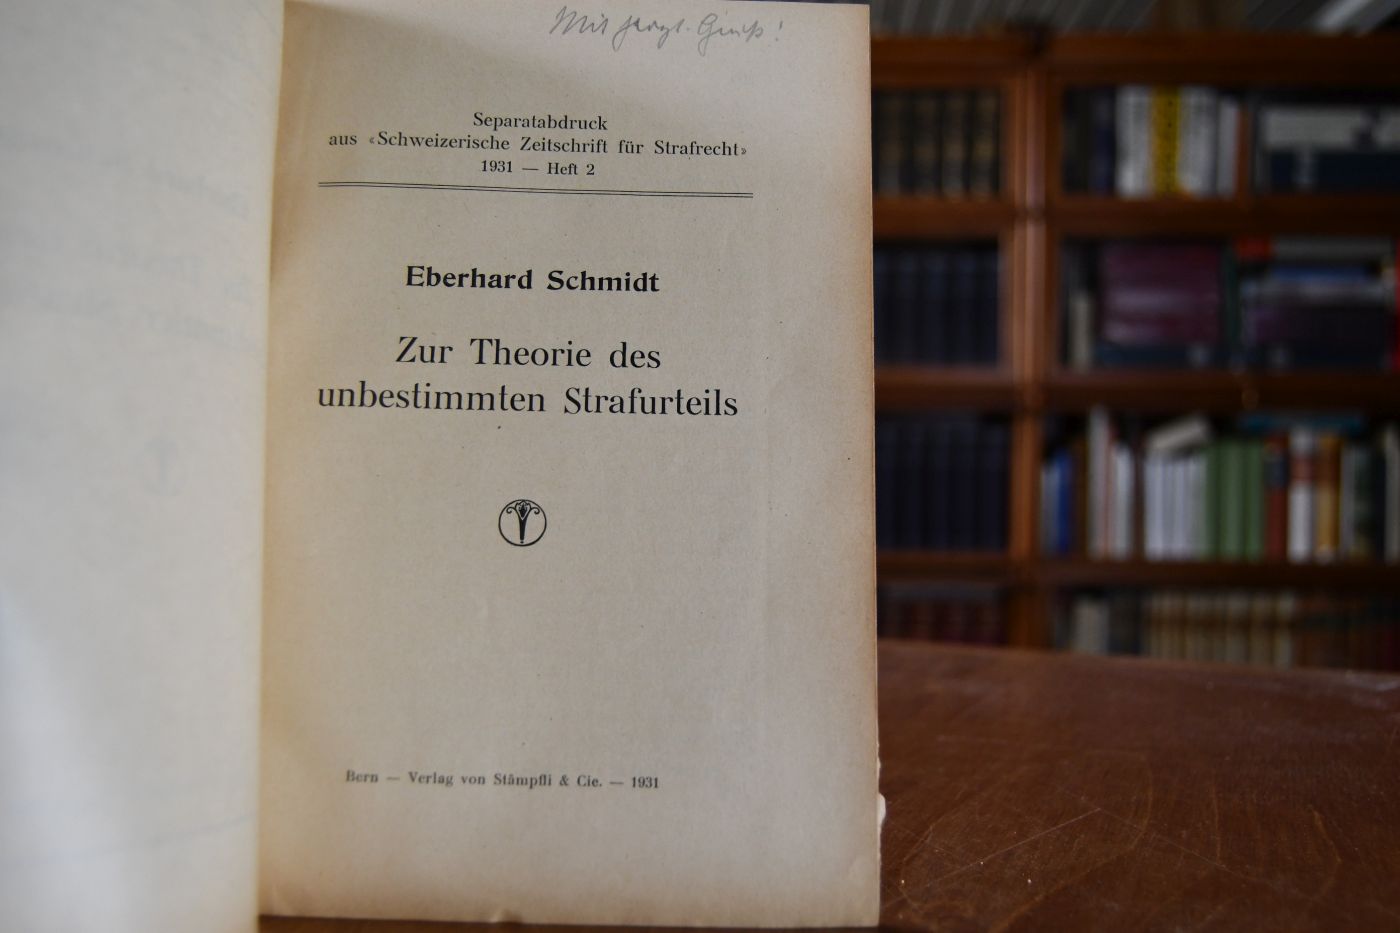 Mit herzl. Gruß!
Separatabdruck
aus «Schweizerische Zeitschrift für Strafrecht»
1931 — Heft 2
Eberhard Schmidt
Zur Theorie des
unbestimmten Strafurteils
Bern — Verlag von Stämpfli & Cie. — 1931